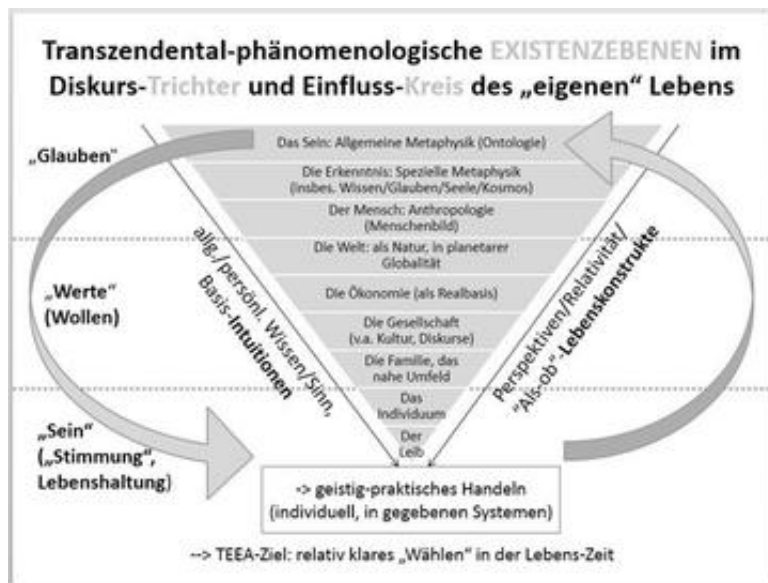 Transzendental-phänomenologische EXISTENZEBENEN im
Diskurs-Trichter und Einfluss-Kreis des „eigenen“ Lebens
„Glauben"
Das Sein: Allgemeine Metaphysik (Ontologie)
Die Erkenntnis: Spezielle Metaphysik
(insbes. Wissen/Glauben/Seele/Kosmos)
Der Mensch: Anthropologie
(Menschenbild)
Die Welt: als Natur, in planetarer
Globalität
„Werte“
(Wollen)
Die Ökonomie (als Realbasis)
Die Gesellschaft
(v.a. Kultur, Diskurse)
Die Familie, das
nahe Umfeld
Das
Individuum
Der
Leib
allg./persönl. Wissen/Sinn,
Basis-Intuitionen
Perspektiven/Relativität/
"Als-ob"-Lebenskonstrukte
„Sein“
(„Stimmung“,
Lebenshaltung)
-> geistig-praktisches Handeln
(individuell, in gegebenen Systemen)
--> TEEA-Ziel: relativ klares „Wählen“ in der Lebens-Zeit